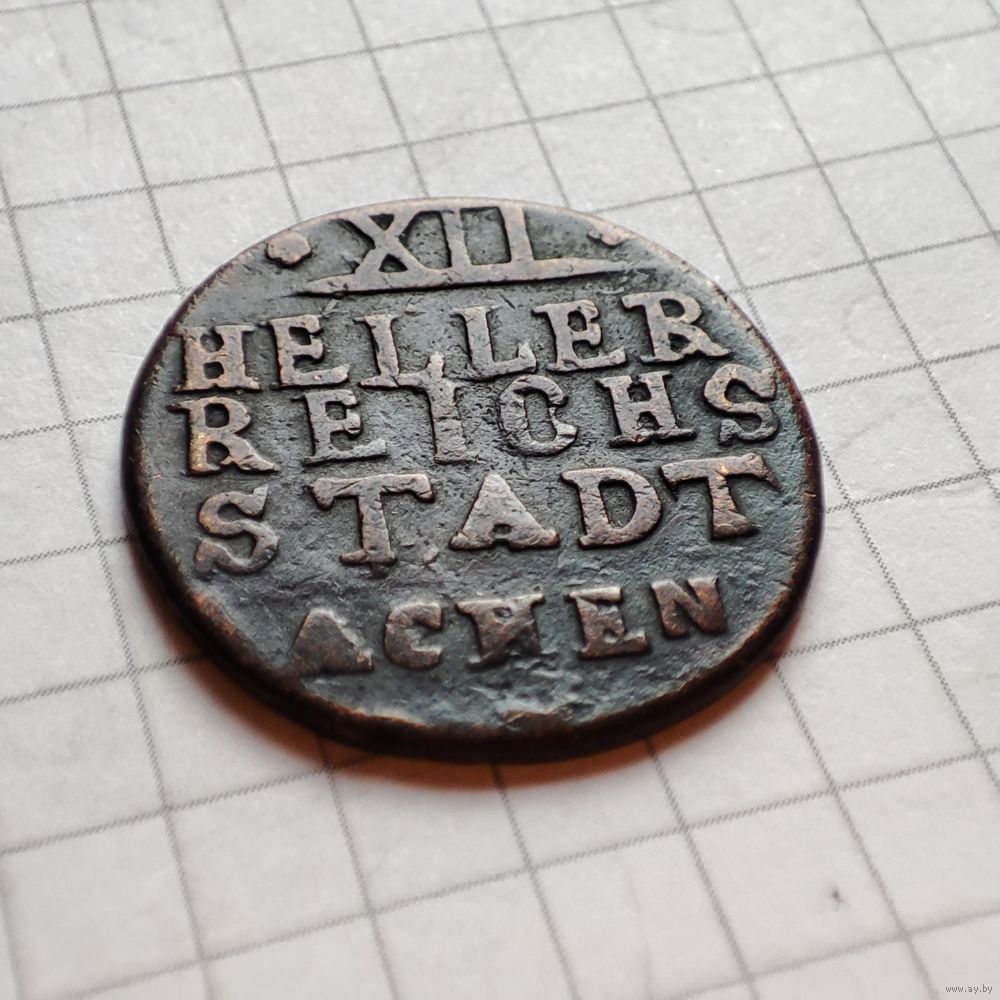 · XII ·
HELLER
REICHS
STADT
ACHEN
www.ay.by